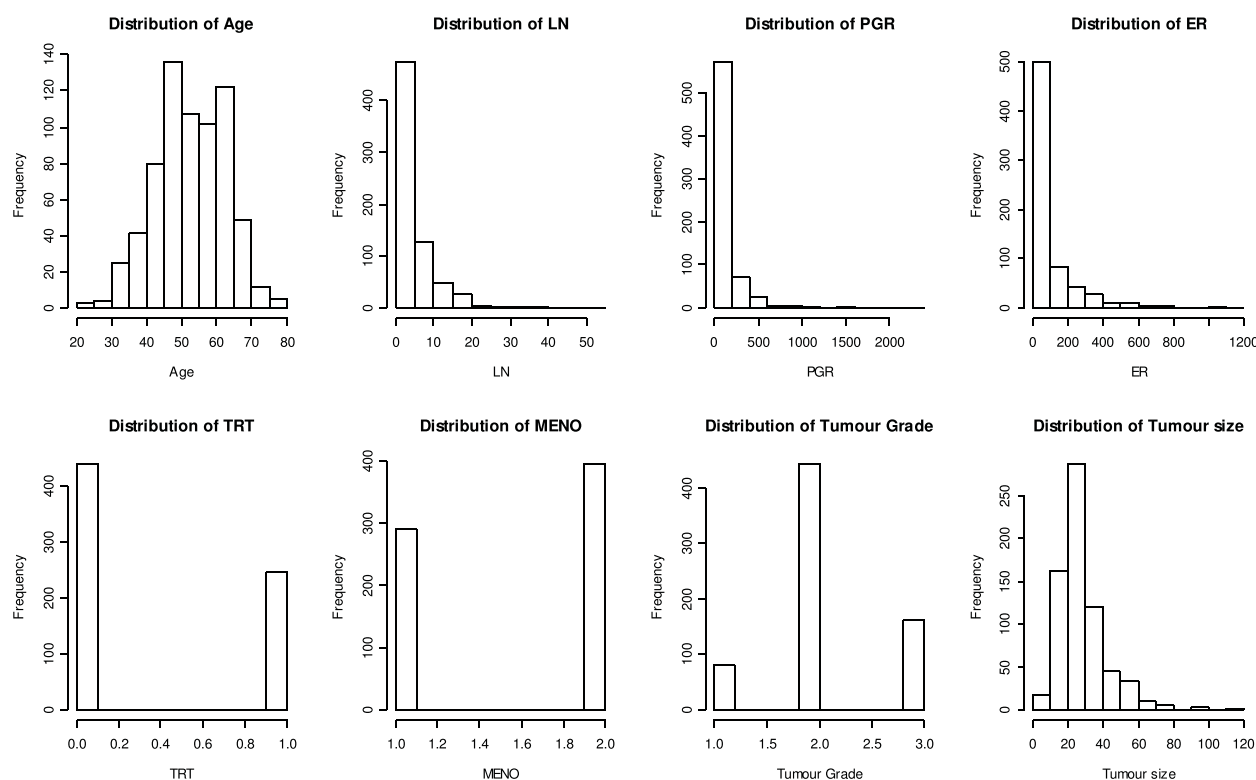 Distribution of Age
Frequency
0 20 40 60 80 100 120 140
20 30 40 50 60 70 80
Age
Distribution of LN
Frequency
0 100 200 300 400
0 10 20 30 40 50
LN
Distribution of PGR
Frequency
0 100 200 300 400 500
0 500 1000 1500 2000
PGR
Distribution of ER
Frequency
0 100 200 300 400 500
0 200 400 600 800 1200
ER
Distribution of TRT
Frequency
0 100 200 300 400
0.0 0.2 0.4 0.6 0.8 1.0
TRT
Distribution of MENO
Frequency
0 100 200 300 400
1.0 1.2 1.4 1.6 1.8 2.0
MENO
Distribution of Tumour Grade
Frequency
0 100 200 300 400
1.0 1.5 2.0 2.5 3.0
Tumour Grade
Distribution of Tumour size
Frequency
0 50 100 150 200 250
0 20 40 60 80 120
Tumour size